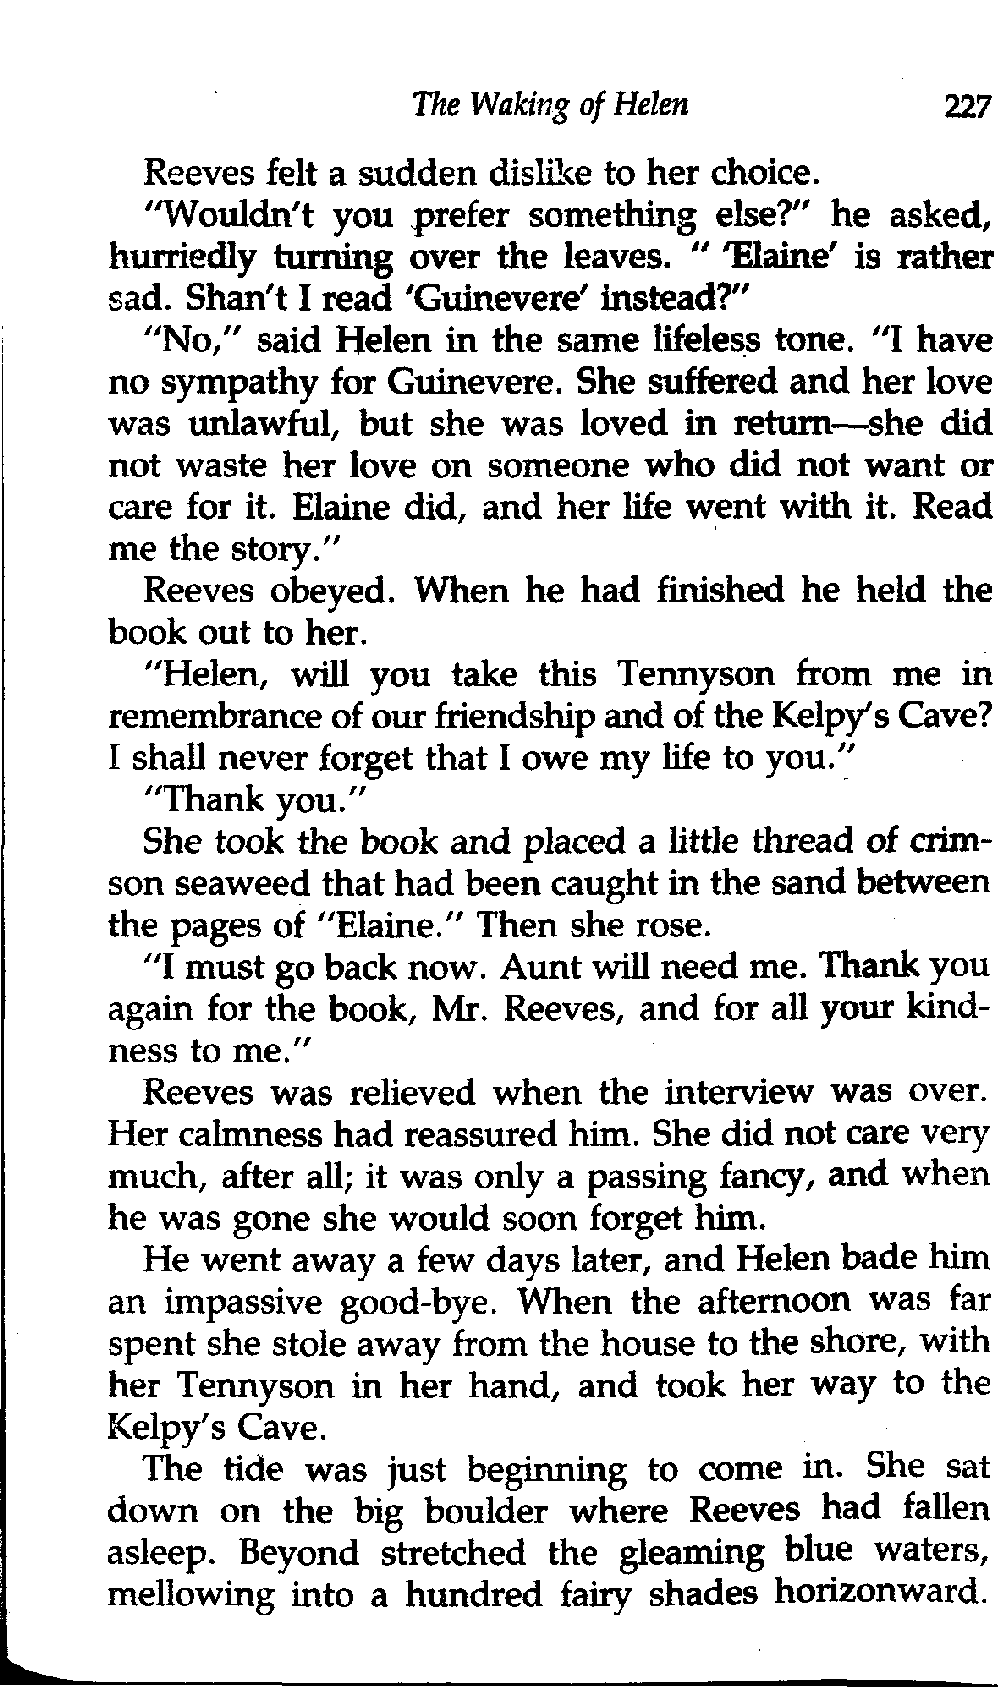 The Waking of Helen 227
Reeves felt a sudden dislike to her choice.
"Wouldn't you prefer something else?" he asked,
hurriedly turning over the leaves. " 'Elaine' is rather
sad. Shan't I read 'Guinevere' instead?"
"No," said Helen in the same lifeless tone. "I have
no sympathy for Guinevere. She suffered and her love
was unlawful, but she was loved in return—she did
not waste her love on someone who did not want or
care for it. Elaine did, and her life went with it. Read
me the story."
Reeves obeyed. When he had finished he held the
book out to her.
"Helen, will you take this Tennyson from me in
remembrance of our friendship and of the Kelpy's Cave?
I shall never forget that I owe my life to you."
"Thank you."
She took the book and placed a little thread of crim-
son seaweed that had been caught in the sand between
the pages of "Elaine." Then she rose.
"I must go back now. Aunt will need me. Thank you
again for the book, Mr. Reeves, and for all your kind-
ness to me."
Reeves was relieved when the interview was over.
Her calmness had reassured him. She did not care very
much, after all; it was only a passing fancy, and when
he was gone she would soon forget him.
He went away a few days later, and Helen bade him
an impassive good-bye. When the afternoon was far
spent she stole away from the house to the shore, with
her Tennyson in her hand, and took her way to the
Kelpy's Cave.
The tide was just beginning to come in. She sat
down on the big boulder where Reeves had fallen
asleep. Beyond stretched the gleaming blue waters,
mellowing into a hundred fairy shades horizonward.